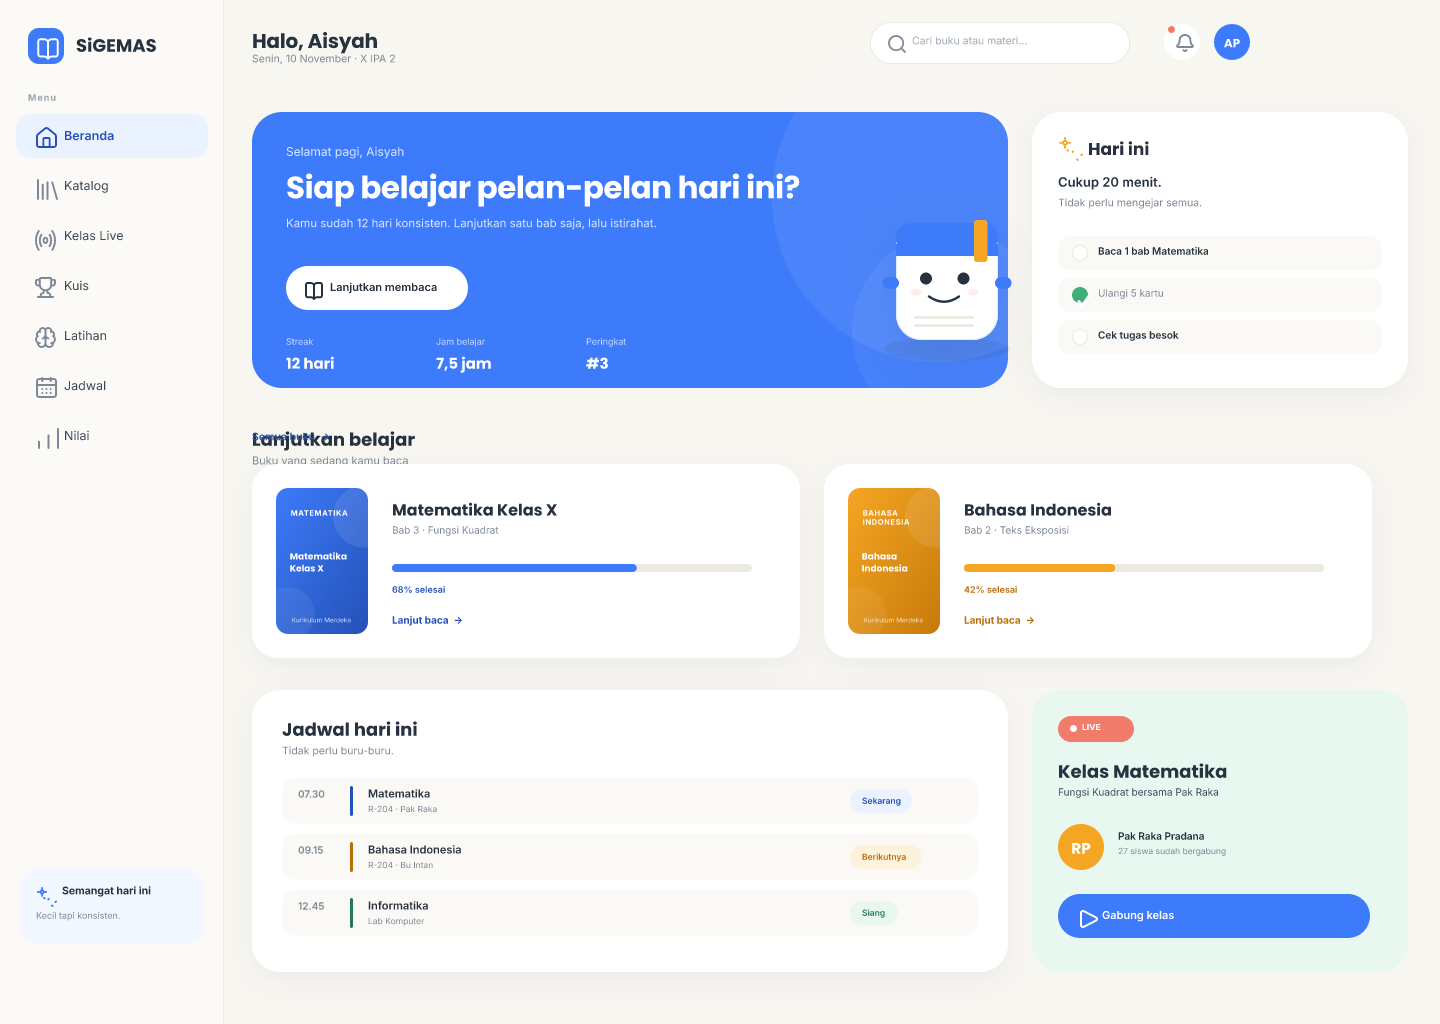 SiGEMAS
Menu
Beranda
Katalog
Kelas Live
Kuis
Latihan
Jadwal
Nilai
Semangat hari ini
Kecil tapi konsisten.
Halo, Aisyah
Senin, 10 November · X IPA 2
Cari buku atau materi...
AP
Selamat pagi, Aisyah
Siap belajar pelan-pelan hari ini?
Kamu sudah 12 hari konsisten. Lanjutkan satu bab saja, lalu istirahat.
Lanjutkan membaca
Streak
12 hari
Jam belajar
7,5 jam
Peringkat
#3
Hari ini
Cukup 20 menit.
Tidak perlu mengejar semua.
Baca 1 bab Matematika
Ulangi 5 kartu
Cek tugas besok
Lanjutkan belajar
Buku yang sedang kamu baca
MATEMATIKA
Matematika
Kelas X
Kurikulum Merdeka
Matematika Kelas X
Bab 3 · Fungsi Kuadrat
68% selesai
Lanjut baca →
BAHASA
INDONESIA
Bahasa
Indonesia
Kurikulum Merdeka
Bahasa Indonesia
Bab 2 · Teks Eksposisi
42% selesai
Lanjut baca →
Jadwal hari ini
Tidak perlu buru-buru.
07.30
Matematika
R-204 · Pak Raka
Sekarang
09.15
Bahasa Indonesia
R-204 · Bu Intan
Berikutnya
12.45
Informatika
Lab Komputer
Siang
LIVE
Kelas Matematika
Fungsi Kuadrat bersama Pak Raka
RP
Pak Raka Pradana
27 siswa sudah bergabung
Gabung kelas